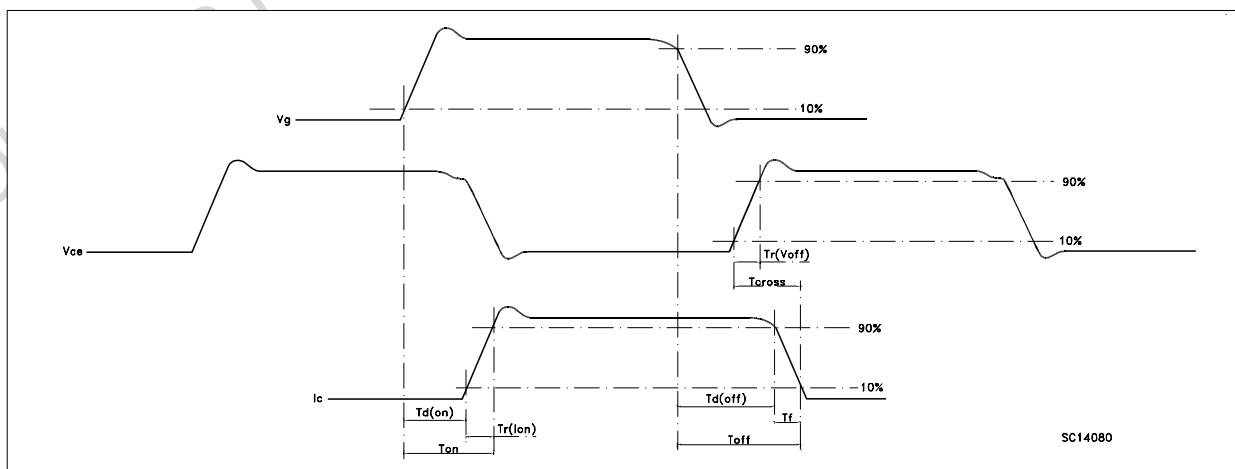 90%
10%
Vg
90%
Vce
10%
Tr(Voff)
Tcross
90%
10%
Ic
Td(on)
Td(off)
Tr(Ion)
Tf
Ton
Toff
SC14080